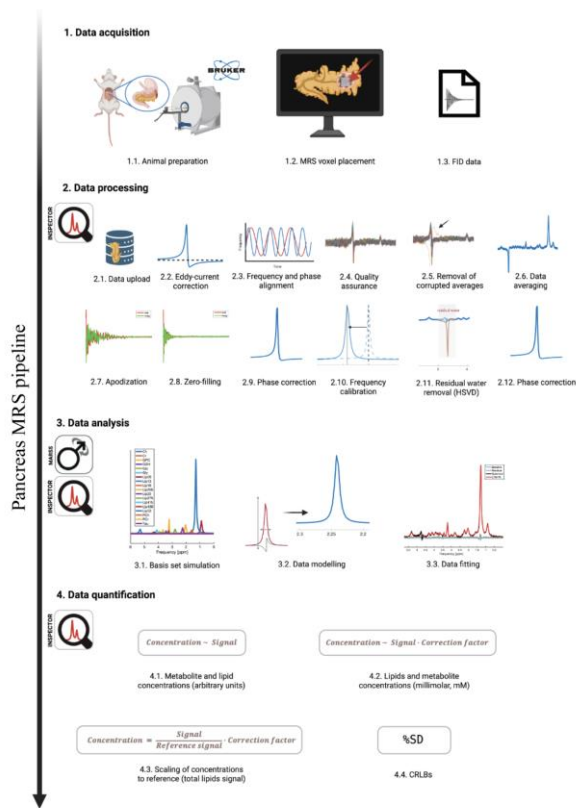 1. Data acquisition
BRUKER
1.1. Animal preparation
1.2. MRS voxel placement
1.3. FID data
Pancreas MRS pipeline
2. Data processing
INSPECTOR
Frequency
Time
2.1. Data upload
2.2. Eddy-current
correction
2.3. Frequency and phase
alignment
2.4. Quality
assurance
2.5. Removal of
corrupted averages
2.6. Data
averaging
2.7. Apodization
2.8. Zero-filling
2.9. Phase correction
2.10. Frequency
calibration
2.11. Residual water
removal (HSVD)
2.12. Phase correction
3. Data analysis
MARSS
INSPECTOR
Frequency [ppm]
3.1. Basis set simulation
3.2. Data modelling
Frequency [ppm]
3.3. Data fitting
4. Data quantification
INSPECTOR
Concentration ~ Signal
4.1. Metabolite and lipid
concentrations (arbitrary units)
Concentration ~ Signal · Correction factor
4.2. Lipids and metabolite
concentrations (millimolar, mM)
Concentration = Signal / Reference signal · Correction factor
4.3. Scaling of concentrations
to reference (total lipids signal)
%SD
4.4. CRLBs